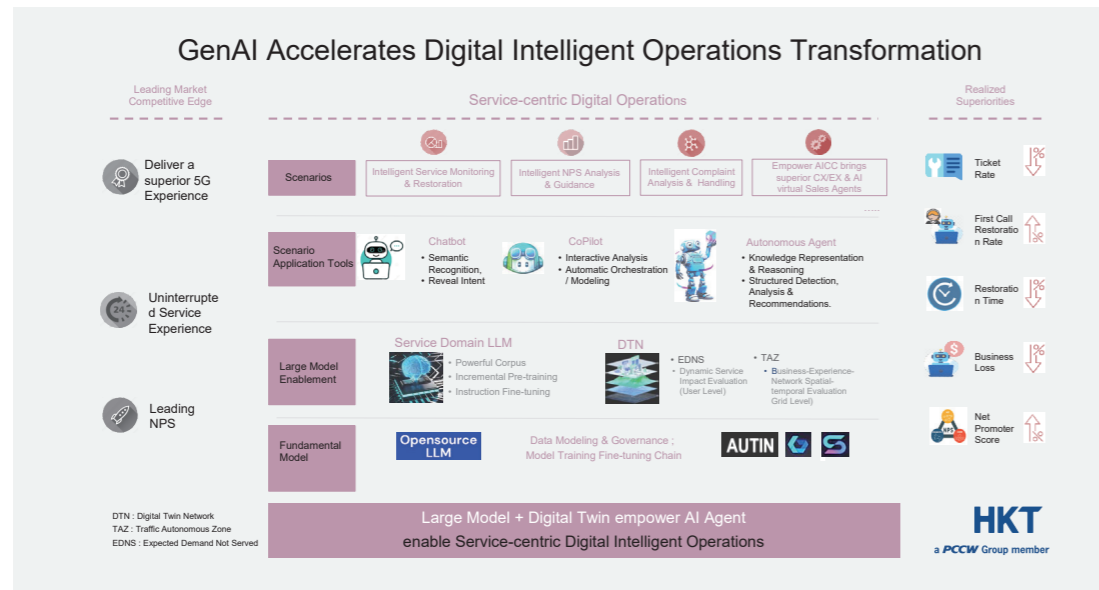 GenAI Accelerates Digital Intelligent Operations Transformation
Leading Market
Competitive Edge
Service-centric Digital Operations
Realized
Superiorities
Deliver a
superior 5G
Experience
Uninterrupte
d Service
Experience
24
Leading
NPS
Scenarios
Intelligent Service Monitoring
& Restoration
Intelligent NPS Analysis
& Guidance
Intelligent Complaint
Analysis & Handling
Empower AICC brings
superior CX/EX & AI
virtual Sales Agents
......
Scenario
Application Tools
Chatbot
• Semantic
Recognition,
• Reveal Intent
CoPilot
• Interactive Analysis
• Automatic Orchestration
/ Modeling
Autonomous Agent
• Knowledge Representation
& Reasoning
• Structured Detection,
Analysis &
Recommendations.
Large Model
Enablement
Service Domain LLM
• Powerful Corpus
• Incremental Pre-training
• Instruction Fine-tuning
DTN
• EDNS
• Dynamic Service
Impact Evaluation
(User Level)
• TAZ
• Business-Experience-
Network Spatial-
temporal Evaluation
Grid Level)
Fundamental
Model
Opensource
LLM
Data Modeling & Governance ;
Model Training Fine-tuning Chain
AUTIN
Ticket
Rate
%
First Call
Restoratio
n Rate
%
Restoratio
n Time
%
$
Business
Loss
%
NPS
Net
Promoter
Score
%
DTN : Digital Twin Network
TAZ : Traffic Autonomous Zone
EDNS : Expected Demand Not Served
Large Model + Digital Twin empower AI Agent
enable Service-centric Digital Intelligent Operations
HKT
a PCCW Group member